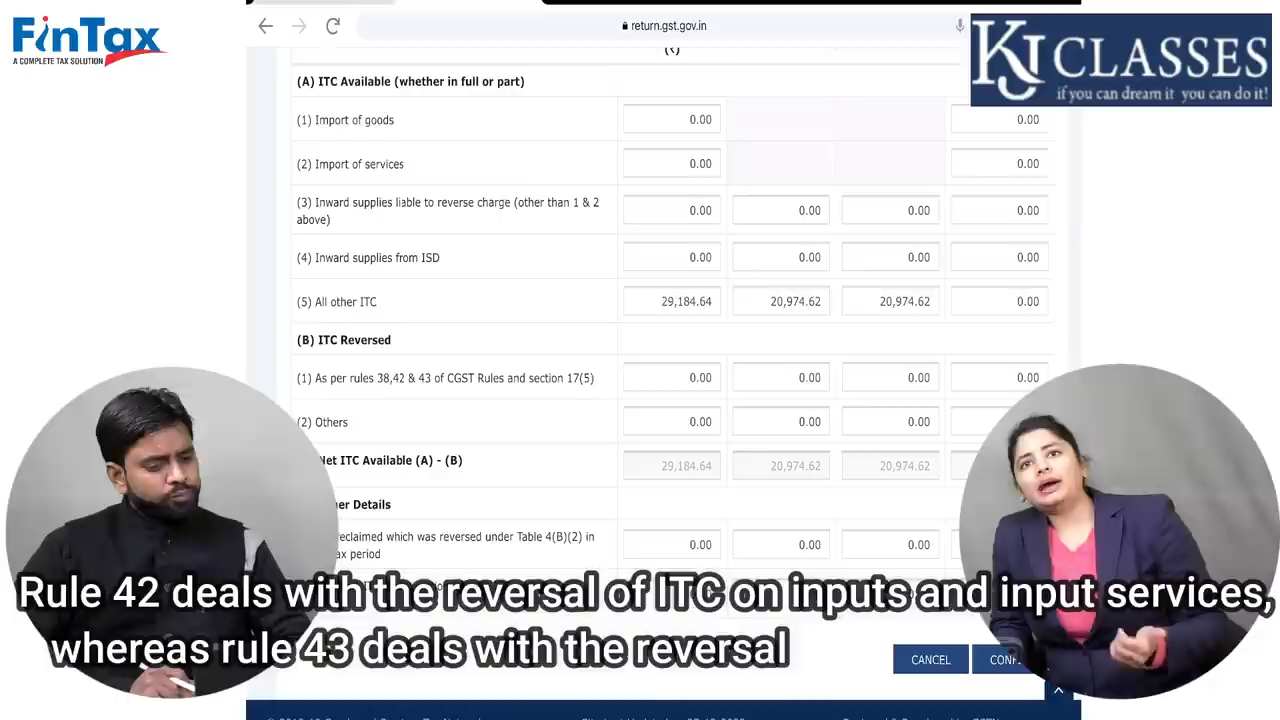 FinTax
A COMPLETE TAX SOLUTION
return.gst.gov.in
KJ CLASSES
if you can dream it you can do it!
(₹)
(A) ITC Available (whether in full or part)
(1) Import of goods 0.00 0.00
(2) Import of services 0.00 0.00
(3) Inward supplies liable to reverse charge (other than 1 & 2
above) 0.00 0.00 0.00 0.00
(4) Inward supplies from ISD 0.00 0.00 0.00 0.00
(5) All other ITC 29,184.64 20,974.62 20,974.62 0.00
(B) ITC Reversed
(1) As per rules 38,42 & 43 of CGST Rules and section 17(5) 0.00 0.00 0.00 0.00
(2) Others 0.00 0.00 0.00
Net ITC Available (A) - (B) 29,184.64 20,974.62 20,974.62
Details
reclaimed which was reversed under Table 4(B)(2) in
period 0.00 0.00 0.00
Rule 42 deals with the reversal of ITC on inputs and input services,
whereas rule 43 deals with the reversal
CANCEL